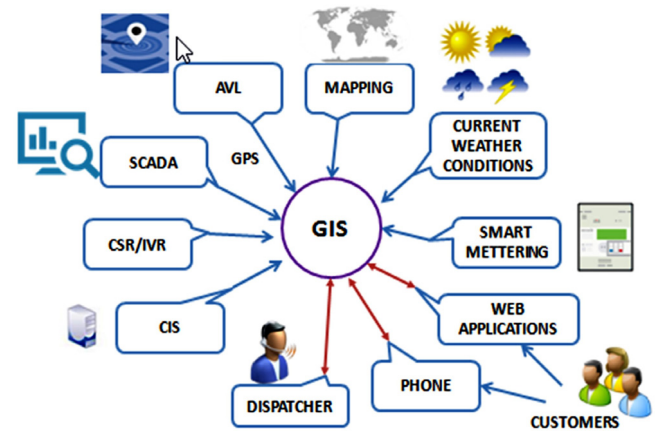 AVL
MAPPING
CURRENT
WEATHER
CONDITIONS
SCADA
GPS
GIS
CSR/IVR
SMART
METTERING
CIS
WEB
APPLICATIONS
DISPATCHER
PHONE
CUSTOMERS